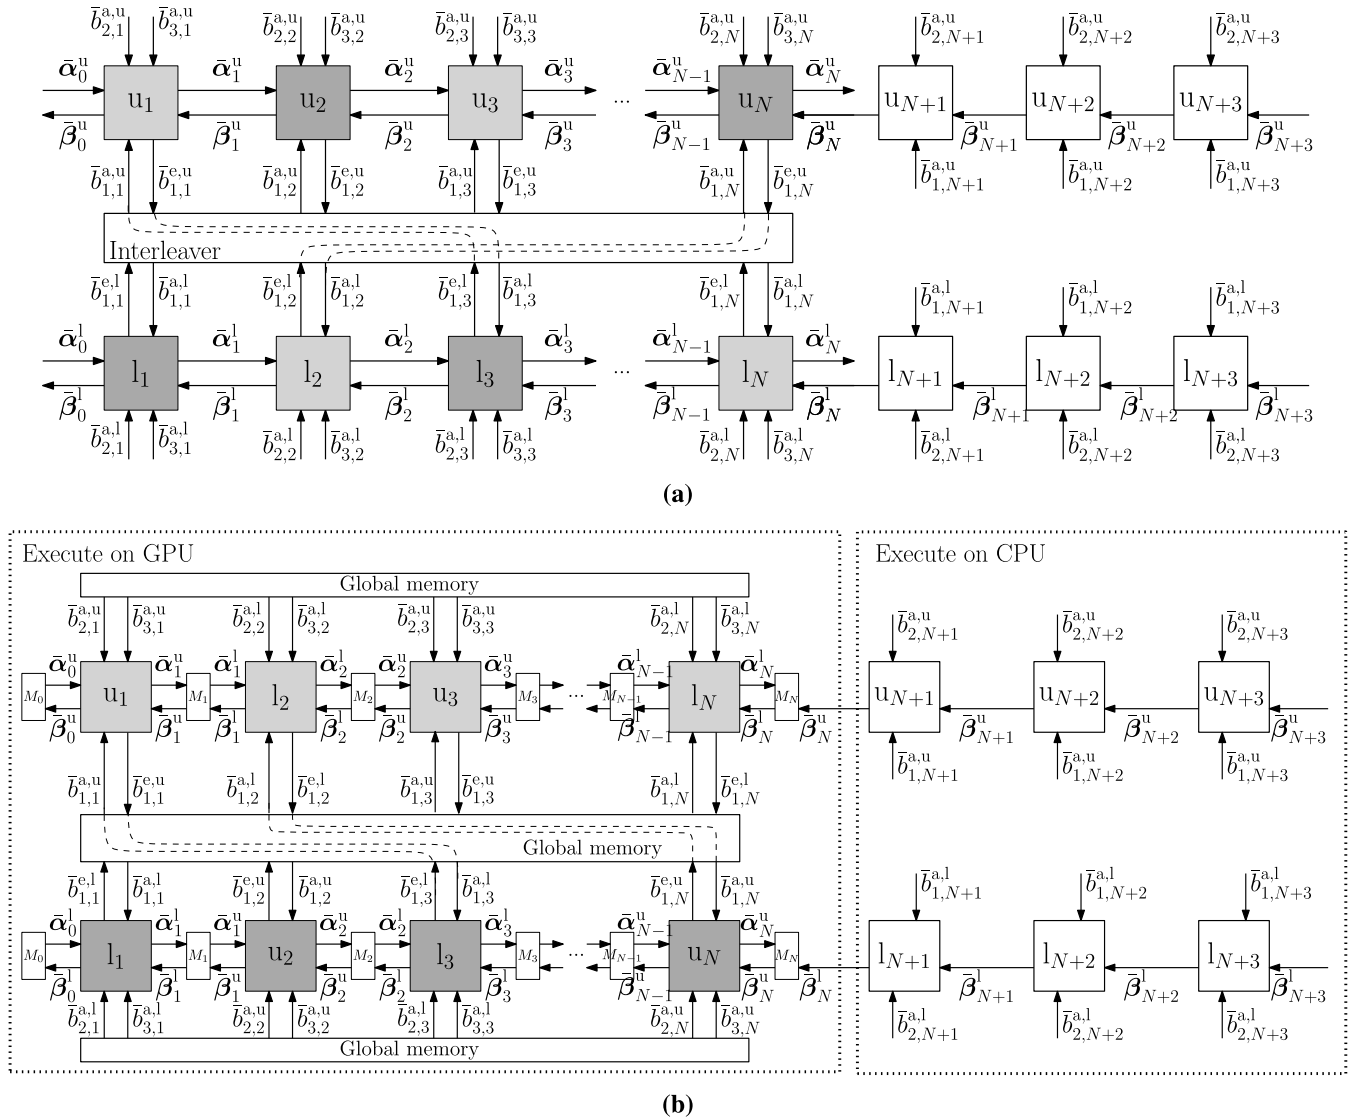 b̄^{a,u}_{2,1} b̄^{a,u}_{3,1} b̄^{a,u}_{2,2} b̄^{a,u}_{3,2} b̄^{a,u}_{2,3} b̄^{a,u}_{3,3} b̄^{a,u}_{2,N} b̄^{a,u}_{3,N} b̄^{a,u}_{2,N+1} b̄^{a,u}_{2,N+2} b̄^{a,u}_{2,N+3}
ᾱ^u_0 ᾱ^u_1 ᾱ^u_2 ᾱ^u_3 ᾱ^u_{N−1} ᾱ^u_N
u_1 u_2 u_3 ... u_N u_{N+1} u_{N+2} u_{N+3}
β̄^u_0 β̄^u_1 β̄^u_2 β̄^u_3 β̄^u_{N−1} β̄^u_N β̄^u_{N+1} β̄^u_{N+2} β̄^u_{N+3}
b̄^{a,u}_{1,1} b̄^{e,u}_{1,1} b̄^{a,u}_{1,2} b̄^{e,u}_{1,2} b̄^{a,u}_{1,3} b̄^{e,u}_{1,3} b̄^{a,u}_{1,N} b̄^{e,u}_{1,N} b̄^{a,u}_{1,N+1} b̄^{a,u}_{1,N+2} b̄^{a,u}_{1,N+3}
Interleaver
b̄^{e,l}_{1,1} b̄^{a,l}_{1,1} b̄^{e,l}_{1,2} b̄^{a,l}_{1,2} b̄^{e,l}_{1,3} b̄^{a,l}_{1,3} b̄^{e,l}_{1,N} b̄^{a,l}_{1,N} b̄^{a,l}_{1,N+1} b̄^{a,l}_{1,N+2} b̄^{a,l}_{1,N+3}
ᾱ^l_0 ᾱ^l_1 ᾱ^l_2 ᾱ^l_3 ᾱ^l_{N−1} ᾱ^l_N
l_1 l_2 l_3 ... l_N l_{N+1} l_{N+2} l_{N+3}
β̄^l_0 β̄^l_1 β̄^l_2 β̄^l_3 β̄^l_{N−1} β̄^l_N β̄^l_{N+1} β̄^l_{N+2} β̄^l_{N+3}
b̄^{a,l}_{2,1} b̄^{a,l}_{3,1} b̄^{a,l}_{2,2} b̄^{a,l}_{3,2} b̄^{a,l}_{2,3} b̄^{a,l}_{3,3} b̄^{a,l}_{2,N} b̄^{a,l}_{3,N} b̄^{a,l}_{2,N+1} b̄^{a,l}_{2,N+2} b̄^{a,l}_{2,N+3}
(a)
Execute on GPU Execute on CPU
Global memory
b̄^{a,u}_{2,1} b̄^{a,u}_{3,1} b̄^{a,l}_{2,2} b̄^{a,l}_{3,2} b̄^{a,u}_{2,3} b̄^{a,u}_{3,3} b̄^{a,l}_{2,N} b̄^{a,l}_{3,N} b̄^{a,u}_{2,N+1} b̄^{a,u}_{2,N+2} b̄^{a,u}_{2,N+3}
ᾱ^u_0 ᾱ^u_1 ᾱ^l_1 ᾱ^l_2 ᾱ^u_2 ᾱ^u_3 ᾱ^l_{N−1} ᾱ^l_N
M_0 u_1 M_1 l_2 M_2 u_3 M_3 ... M_{N−1} l_N M_N u_{N+1} u_{N+2} u_{N+3}
β̄^u_0 β̄^u_1 β̄^l_1 β̄^l_2 β̄^u_2 β̄^u_3 β̄^l_{N−1} β̄^l_N β̄^u_N β̄^u_{N+1} β̄^u_{N+2} β̄^u_{N+3}
b̄^{a,u}_{1,1} b̄^{e,u}_{1,1} b̄^{a,l}_{1,2} b̄^{e,l}_{1,2} b̄^{a,u}_{1,3} b̄^{e,u}_{1,3} b̄^{a,l}_{1,N} b̄^{e,l}_{1,N} b̄^{a,u}_{1,N+1} b̄^{a,u}_{1,N+2} b̄^{a,u}_{1,N+3}
Global memory
b̄^{e,l}_{1,1} b̄^{a,l}_{1,1} b̄^{e,u}_{1,2} b̄^{a,u}_{1,2} b̄^{e,l}_{1,3} b̄^{a,l}_{1,3} b̄^{e,u}_{1,N} b̄^{a,u}_{1,N} b̄^{a,l}_{1,N+1} b̄^{a,l}_{1,N+2} b̄^{a,l}_{1,N+3}
ᾱ^l_0 ᾱ^l_1 ᾱ^u_1 ᾱ^u_2 ᾱ^l_2 ᾱ^l_3 ᾱ^u_{N−1} ᾱ^u_N
M_0 l_1 M_1 u_2 M_2 l_3 M_3 ... M_{N−1} u_N M_N l_{N+1} l_{N+2} l_{N+3}
β̄^l_0 β̄^l_1 β̄^u_1 β̄^u_2 β̄^l_2 β̄^l_3 β̄^u_{N−1} β̄^u_N β̄^l_N β̄^l_{N+1} β̄^l_{N+2} β̄^l_{N+3}
b̄^{a,l}_{2,1} b̄^{a,l}_{3,1} b̄^{a,u}_{2,2} b̄^{a,u}_{3,2} b̄^{a,l}_{2,3} b̄^{a,l}_{3,3} b̄^{a,u}_{2,N} b̄^{a,u}_{3,N} b̄^{a,l}_{2,N+1} b̄^{a,l}_{2,N+2} b̄^{a,l}_{2,N+3}
Global memory
(b)